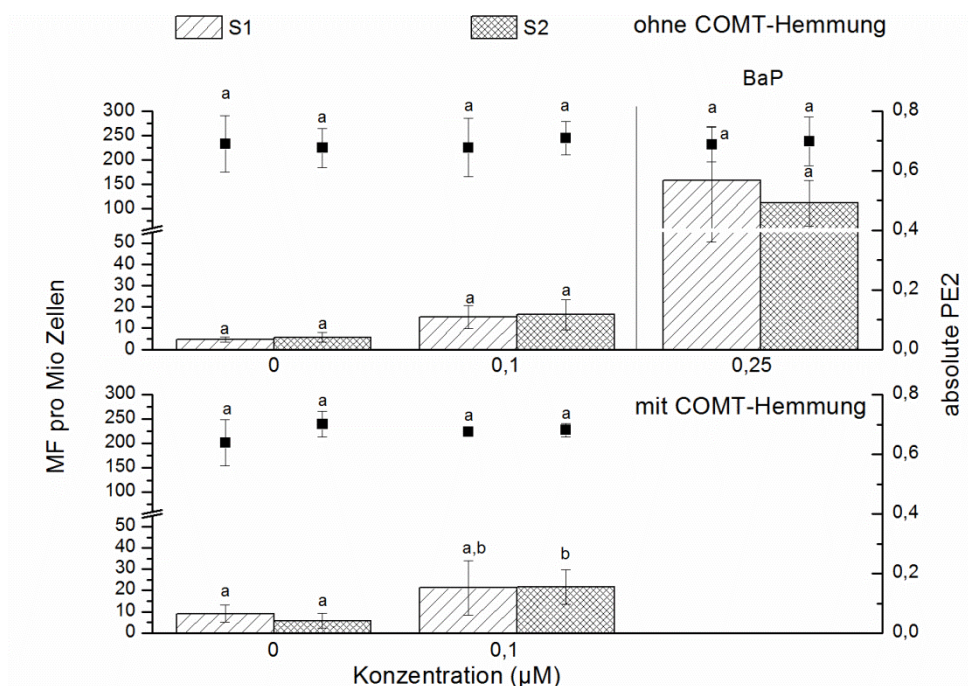 S1 S2 ohne COMT-Hemmung
BaP
a a a a a a
300 0,8
250
a
200 0,6
150
a
100
50 0,4
40
30
20 a a 0,2
10 a a
0 0,0
0 0,1 0,25
MF pro Mio Zellen
absolute PE2
300 0,8
mit COMT-Hemmung
a a a a
250
200 0,6
150
100
50 0,4
40
a,b b
30
20 0,2
a a
10
0 0,0
0 0,1
Konzentration (µM)